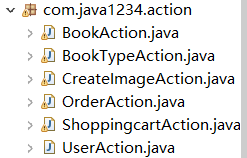 com.java1234.action
BookAction.java
BookTypeAction.java
CreateImageAction.java
OrderAction.java
ShoppingcartAction.java
UserAction.java